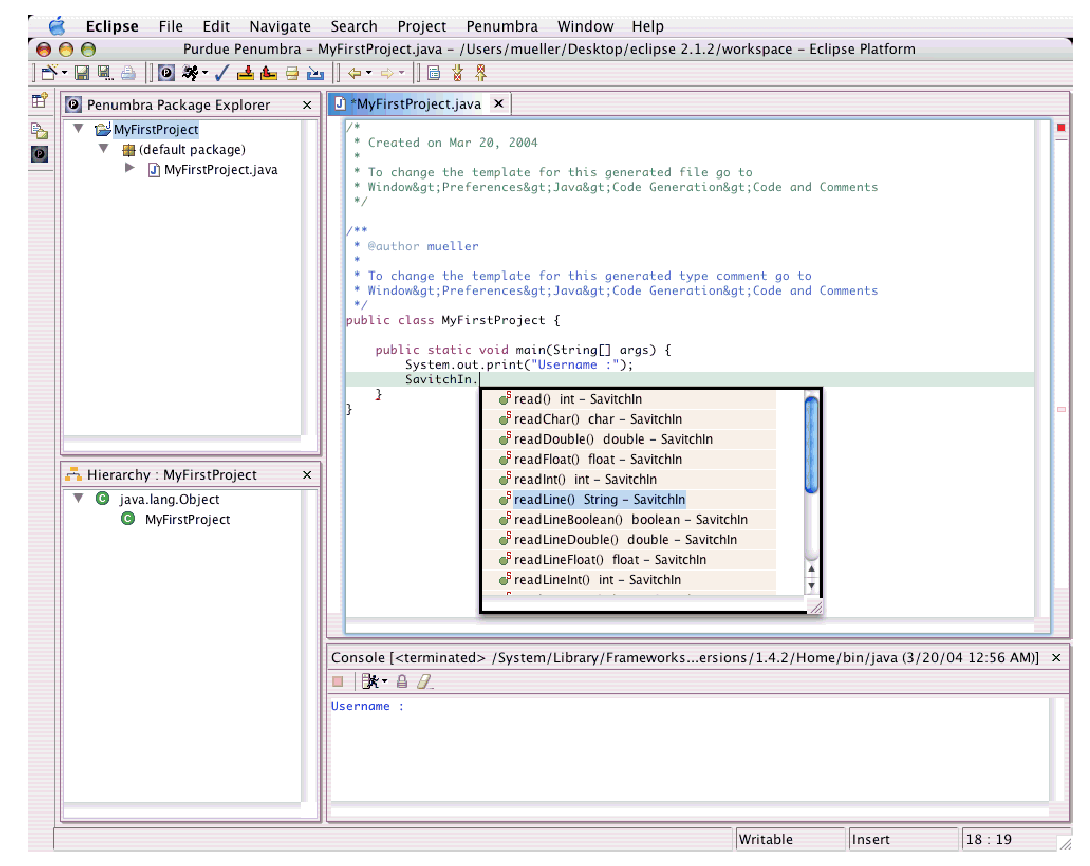 Eclipse File Edit Navigate Search Project Penumbra Window Help
Purdue Penumbra – MyFirstProject.java – /Users/mueller/Desktop/eclipse 2.1.2/workspace – Eclipse Platform
Penumbra Package Explorer x
MyFirstProject
(default package)
MyFirstProject.java
Hierarchy : MyFirstProject x
java.lang.Object
MyFirstProject
*MyFirstProject.java X
/*
* Created on Mar 20, 2004
*
* To change the template for this generated file go to
* Window&gt;Preferences&gt;Java&gt;Code Generation&gt;Code and Comments
*/
/**
* @author mueller
*
* To change the template for this generated type comment go to
* Window&gt;Preferences&gt;Java&gt;Code Generation&gt;Code and Comments
*/
public class MyFirstProject {
public static void main(String[] args) {
System.out.print("Username :");
SavitchIn.
}
}
read() int – SavitchIn
readChar() char – SavitchIn
readDouble() double – SavitchIn
readFloat() float – SavitchIn
readInt() int – SavitchIn
readLine() String – SavitchIn
readLineBoolean() boolean – SavitchIn
readLineDouble() double – SavitchIn
readLineFloat() float – SavitchIn
readLineInt() int – SavitchIn
Console [<terminated> /System/Library/Frameworks...ersions/1.4.2/Home/bin/java (3/20/04 12:56 AM)] x
Username :
Writable Insert 18 : 19